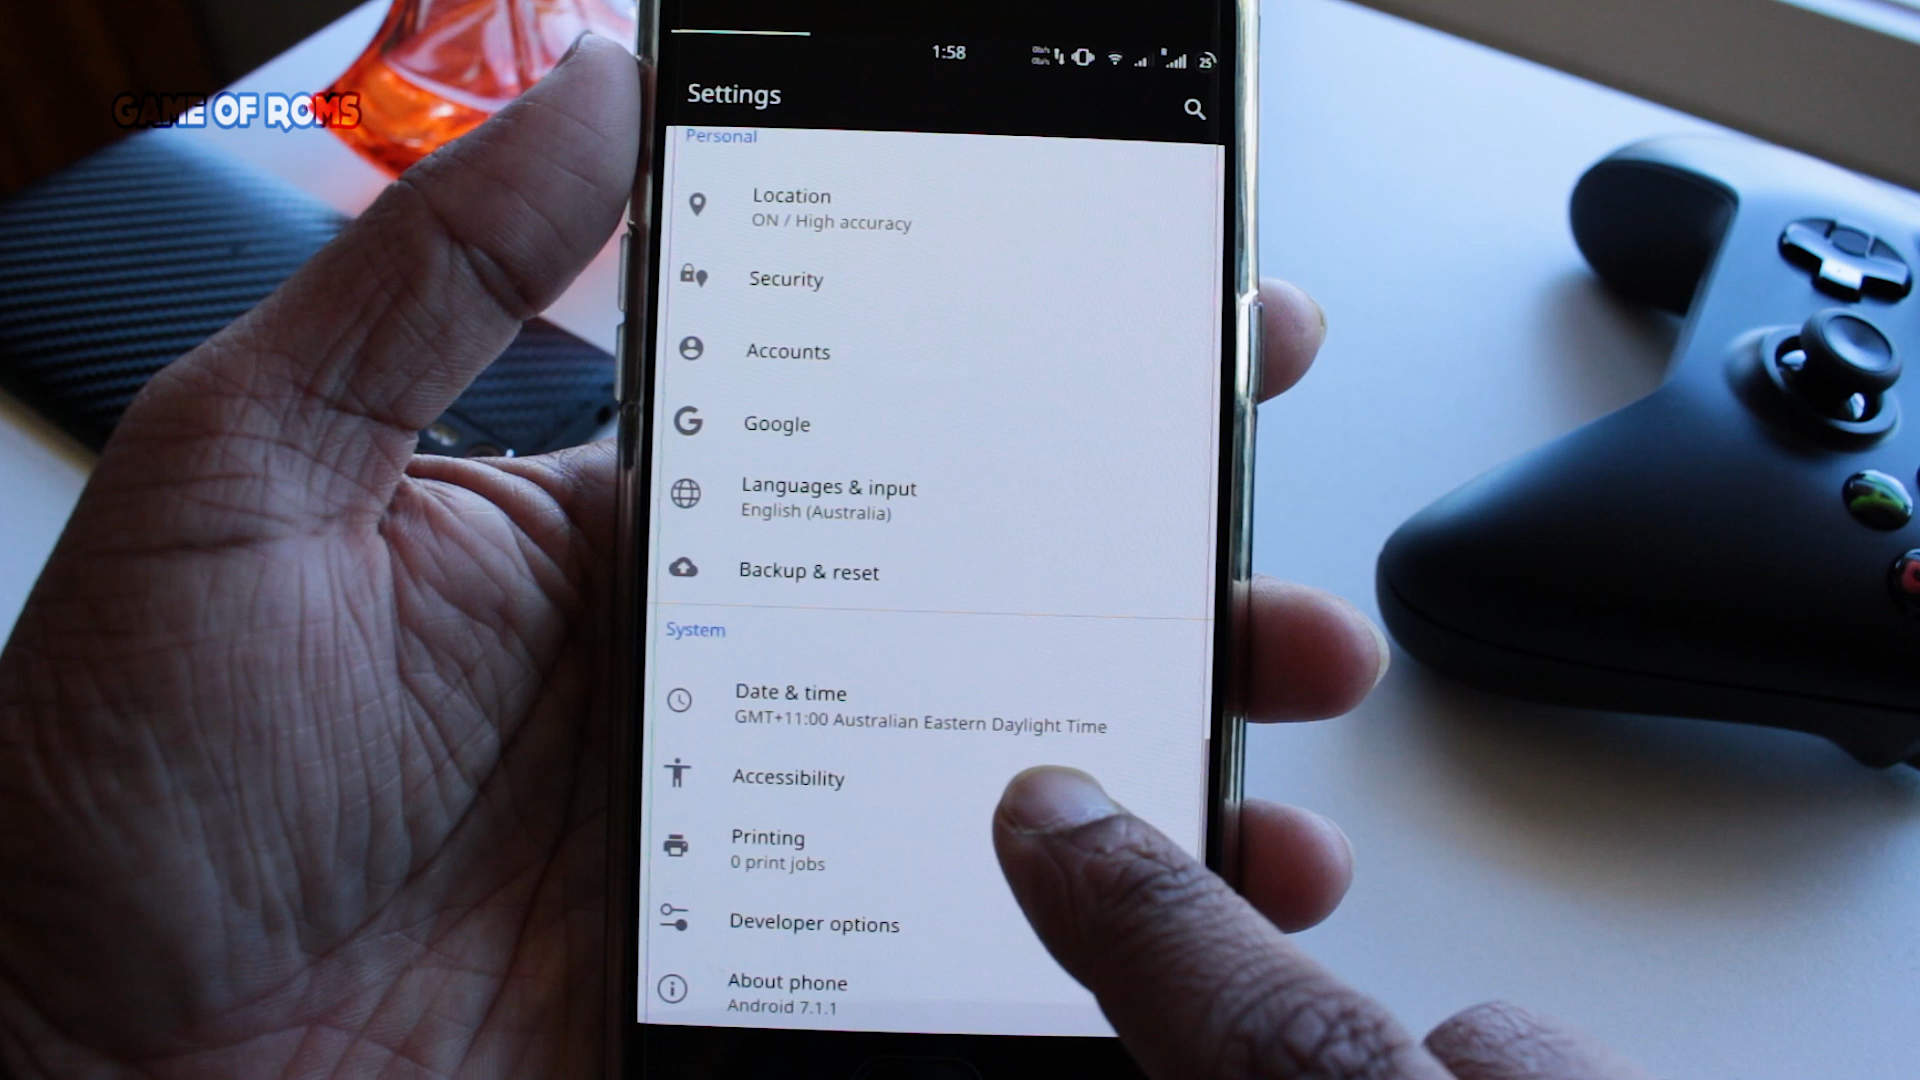 GAME OF ROMS
1:58
25
Settings
Personal
Location
ON / High accuracy
Security
Accounts
Google
Languages & input
English (Australia)
Backup & reset
System
Date & time
GMT+11:00 Australian Eastern Daylight Time
Accessibility
Printing
0 print jobs
Developer options
About phone
Android 7.1.1